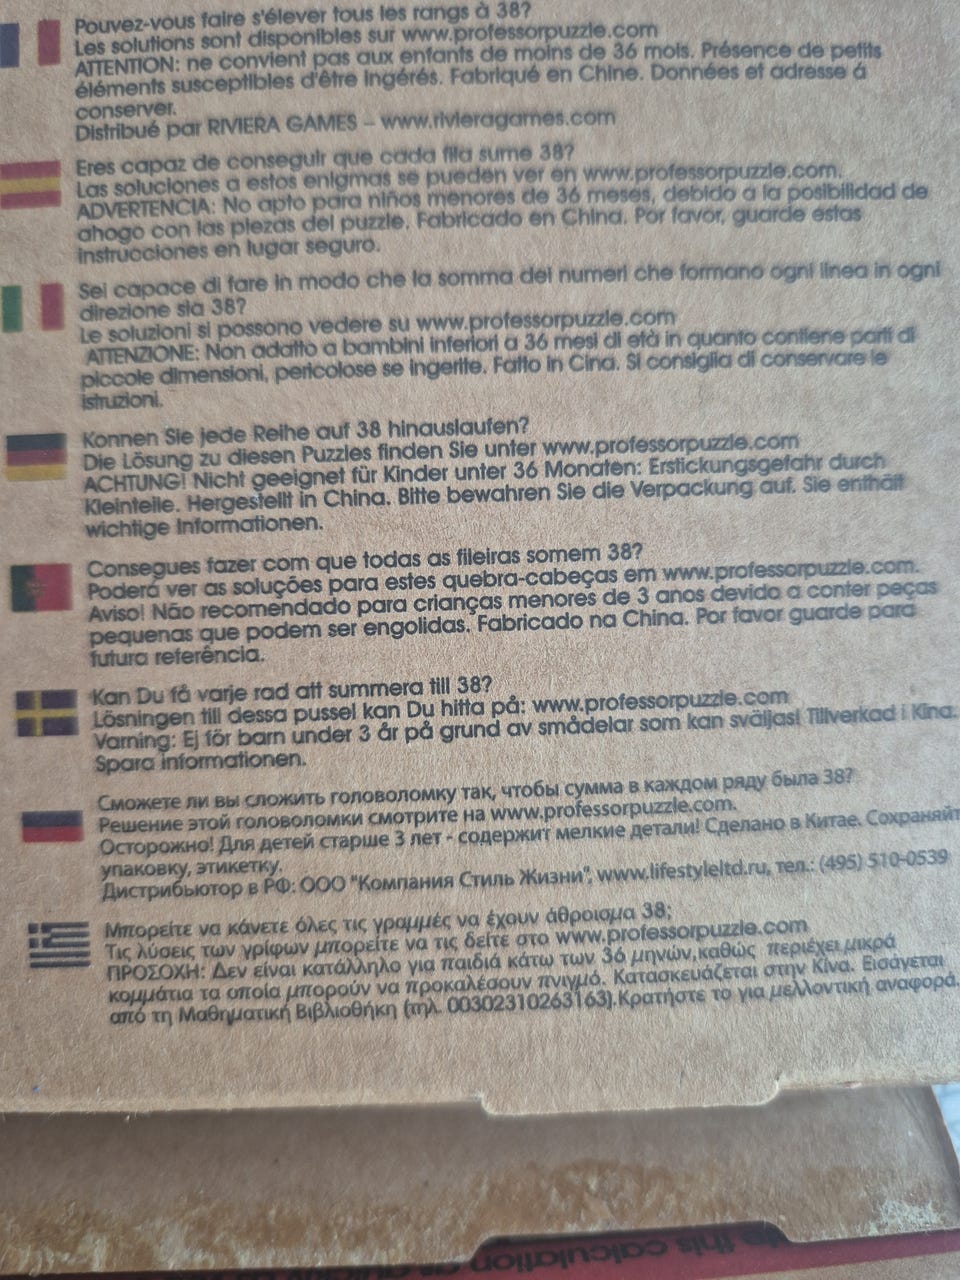 Pouvez-vous faire s'élever tous les rangs à 38?
Les solutions sont disponibles sur www.professorpuzzle.com
ATTENTION: ne convient pas aux enfants de moins de 36 mois. Présence de petits
éléments susceptibles d'être ingérés. Fabriqué en Chine. Données et adresse á
conserver.
Distribué par RIVIERA GAMES – www.rivieragames.com
Eres capaz de conseguir que cada fila sume 38?
Las soluciones a estos enigmas se pueden ver en www.professorpuzzle.com.
ADVERTENCIA: No apto para niños menores de 36 meses, debido a la posibilidad de
ahogo con las piezas del puzzle. Fabricado en China. Por favor, guarde estas
instrucciones en lugar seguro.
Sei capace di fare in modo che la somma dei numeri che formano ogni linea in ogni
direzione sia 38?
Le soluzioni si possono vedere su www.professorpuzzle.com
ATTENZIONE: Non adatto a bambini inferiori a 36 mesi di età in quanto contiene parti di
piccole dimensioni, pericolose se ingerite. Fatto in Cina. Si consiglia di conservare le
istruzioni.
Konnen Sie jede Reihe auf 38 hinauslaufen?
Die Lösung zu diesen Puzzles finden Sie unter www.professorpuzzle.com
ACHTUNG! Nicht geeignet für Kinder unter 36 Monaten: Erstickungsgefahr durch
Kleinteile. Hergestellt in China. Bitte bewahren Sie die Verpackung auf. Sie enthält
wichtige Informationen.
Consegues fazer com que todas as fileiras somem 38?
Poderá ver as soluções para estes quebra-cabeças em www.professorpuzzle.com.
Aviso! Não recomendado para crianças menores de 3 anos devido a conter peças
pequenas que podem ser engolidas. Fabricado na China. Por favor guarde para
futura referência.
Kan Du få varje rad att summera till 38?
Lösningen till dessa pussel kan Du hitta på: www.professorpuzzle.com
Varning: Ej för barn under 3 år på grund av smådelar som kan sväljas! Tillverkad i Kina.
Spara informationen.
Сможете ли вы сложить головоломку так, чтобы сумма в каждом ряду была 38?
Решение этой головоломки смотрите на www.professorpuzzle.com.
Осторожно! Для детей старше 3 лет - содержит мелкие детали! Сделано в Китае. Сохраняйт
упаковку, этикетку.
Дистрибьютор в РФ: ООО "Компания Стиль Жизни", www.lifestyleltd.ru, тел.: (495) 510-0539
Μπορείτε να κάνετε όλες τις γραμμές να έχουν άθροισμα 38;
Τις λύσεις των γρίφων μπορείτε να τις δείτε στο www.professorpuzzle.com
ΠΡΟΣΟΧΗ: Δεν είναι κατάλληλο για παιδιά κάτω των 36 μηνών,καθώς περιέχει μικρά
κομμάτια τα οποία μπορούν να προκαλέσουν πνιγμό. Κατασκευάζεται στην Κίνα. Εισάγεται
από τη Μαθηματική Βιβλιοθήκη (τηλ. 00302310263163).Κρατήστε το για μελλοντική αναφορά.
this calculation